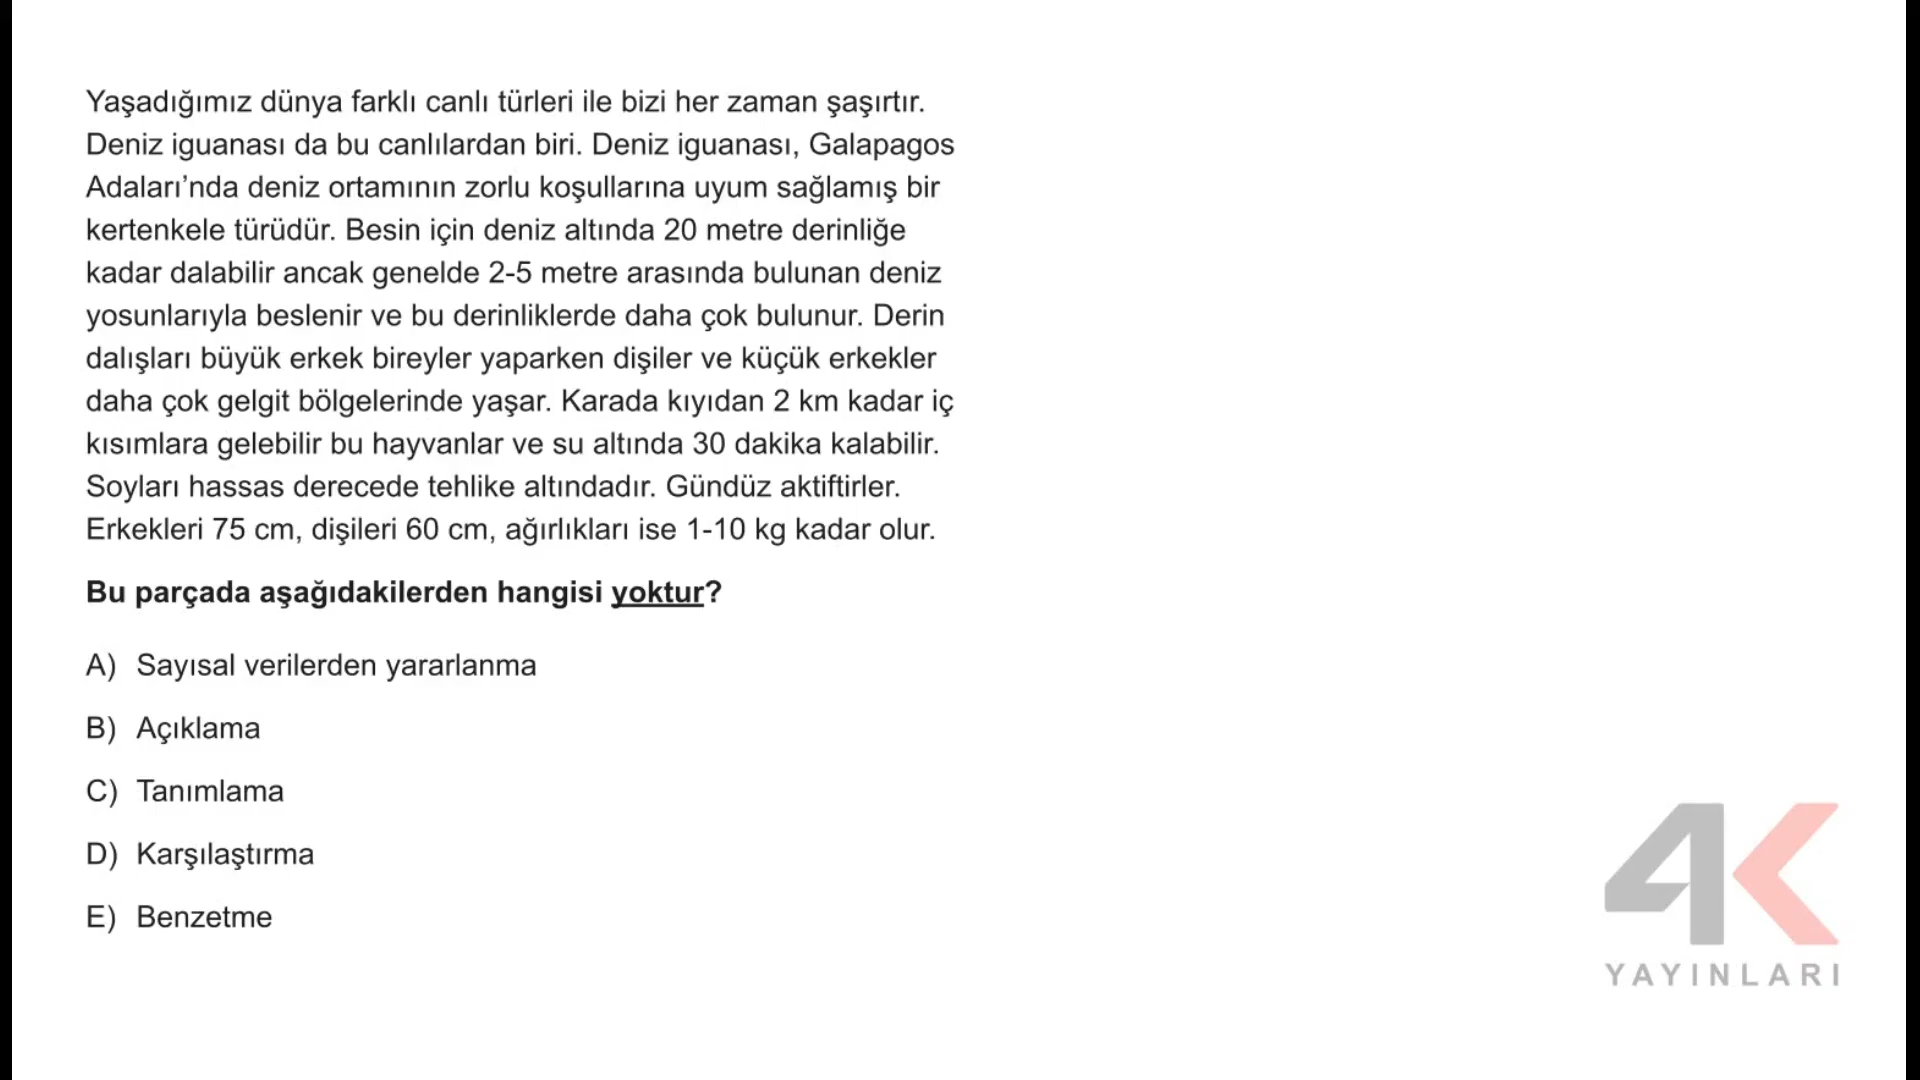 Yaşadığımız dünya farklı canlı türleri ile bizi her zaman şaşırtır.
Deniz iguanası da bu canlılardan biri. Deniz iguanası, Galapagos
Adaları’nda deniz ortamının zorlu koşullarına uyum sağlamış bir
kertenkele türüdür. Besin için deniz altında 20 metre derinliğe
kadar dalabilir ancak genelde 2-5 metre arasında bulunan deniz
yosunlarıyla beslenir ve bu derinliklerde daha çok bulunur. Derin
dalışları büyük erkek bireyler yaparken dişiler ve küçük erkekler
daha çok gelgit bölgelerinde yaşar. Karada kıyıdan 2 km kadar iç
kısımlara gelebilir bu hayvanlar ve su altında 30 dakika kalabilir.
Soyları hassas derecede tehlike altındadır. Gündüz aktiftirler.
Erkekleri 75 cm, dişileri 60 cm, ağırlıkları ise 1-10 kg kadar olur.
Bu parçada aşağıdakilerden hangisi yoktur?
A) Sayısal verilerden yararlanma
B) Açıklama
C) Tanımlama
D) Karşılaştırma
E) Benzetme
4K
YAYINLARI